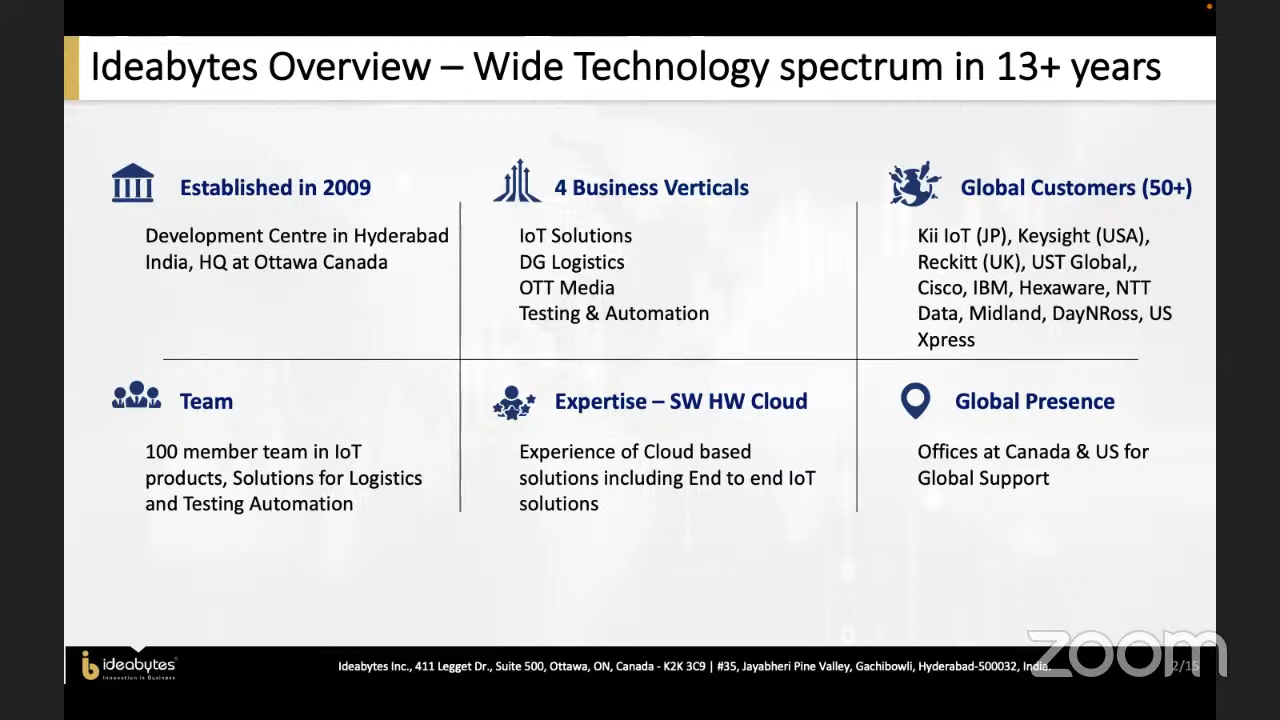 Ideabytes Overview – Wide Technology spectrum in 13+ years
Established in 2009
Development Centre in Hyderabad
India, HQ at Ottawa Canada
4 Business Verticals
IoT Solutions
DG Logistics
OTT Media
Testing & Automation
Global Customers (50+)
Kii IoT (JP), Keysight (USA),
Reckitt (UK), UST Global,,
Cisco, IBM, Hexaware, NTT
Data, Midland, DayNRoss, US
Xpress
Team
100 member team in IoT
products, Solutions for Logistics
and Testing Automation
Expertise – SW HW Cloud
Experience of Cloud based
solutions including End to end IoT
solutions
Global Presence
Offices at Canada & US for
Global Support
ideabytes®
Innovation in Business
Ideabytes Inc., 411 Legget Dr., Suite 500, Ottawa, ON, Canada - K2K 3C9 | #35, Jayabheri Pine Valley, Gachibowli, Hyderabad-500032, India.
2/15
zoom